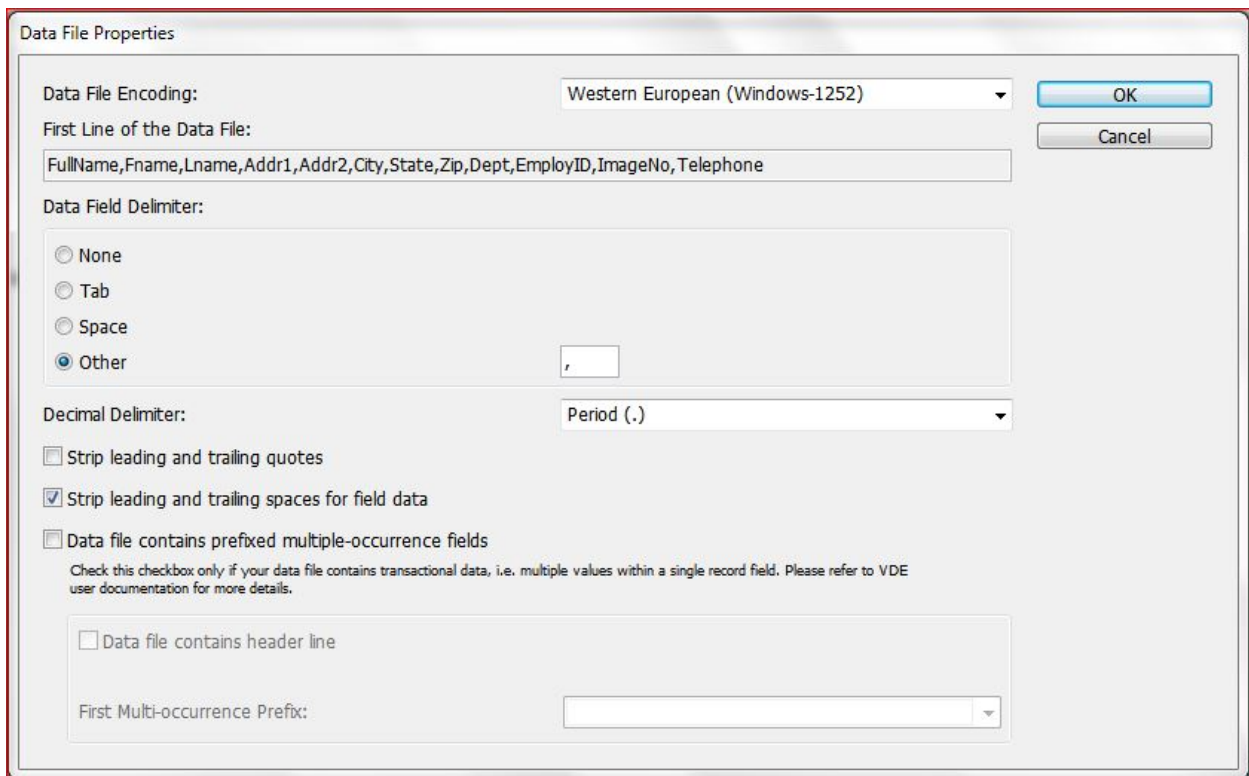 Data File Properties
Data File Encoding:
Western European (Windows-1252)
OK
First Line of the Data File:
Cancel
FullName,Fname,Lname,Addr1,Addr2,City,State,Zip,Dept,EmployID,ImageNo,Telephone
Data Field Delimiter:
None
Tab
Space
Other
,
Decimal Delimiter:
Period (.)
Strip leading and trailing quotes
Strip leading and trailing spaces for field data
Data file contains prefixed multiple-occurrence fields
Check this checkbox only if your data file contains transactional data, i.e. multiple values within a single record field. Please refer to VDE
user documentation for more details.
Data file contains header line
First Multi-occurrence Prefix: